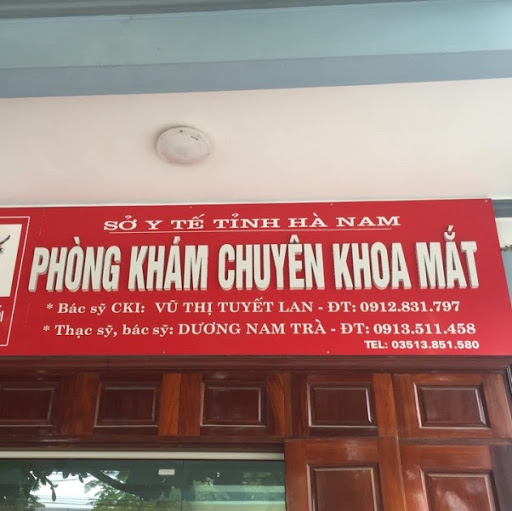 SỞ Y TẾ TỈNH HÀ NAM
PHÒNG KHÁM CHUYÊN KHOA MẮT
* Bác sỹ CKI: VŨ THỊ TUYẾT LAN - ĐT: 0912.831.797
* Thạc sỹ, bác sỹ: DƯƠNG NAM TRÀ - ĐT: 0913.511.458
TEL: 03513.851.580